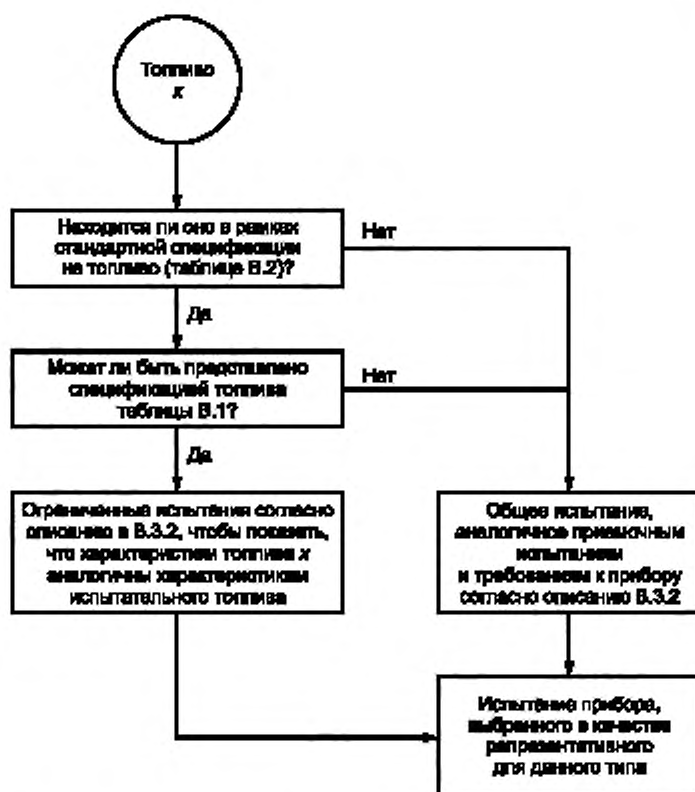 Топливо
x
Находится ли оно в рамках
стандартной спецификации
на топливо (таблица В.2)?
Нет
Да
Может ли быть представлено
спецификацией топлива
таблицы В.1?
Нет
Да
Ограниченные испытания согласно
описанию в В.3.2, чтобы показать,
что характеристики топлива x
аналогичны характеристикам
испытательного топлива
Общее испытание,
аналогичное приемочным
испытаниям
и требованиям к прибору
согласно описанию В.3.2
Испытание прибора,
выбранного в качестве
репрезентативного
для данного типа